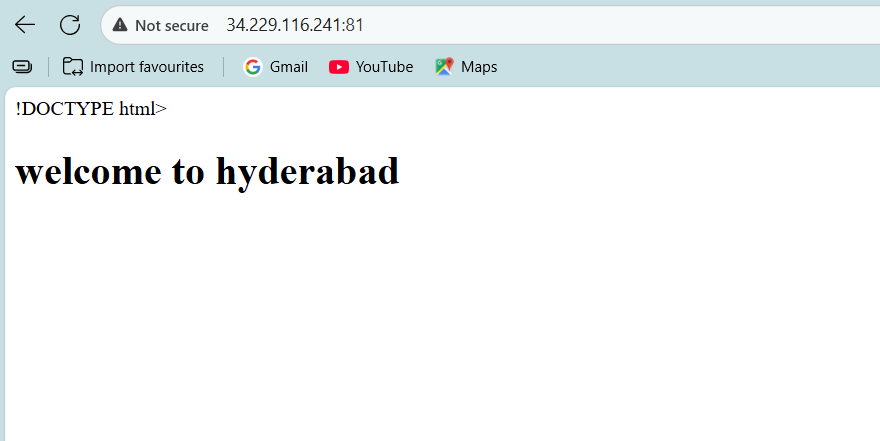 Not secure 34.229.116.241:81
Import favourites Gmail YouTube Maps
!DOCTYPE html>
welcome to hyderabad